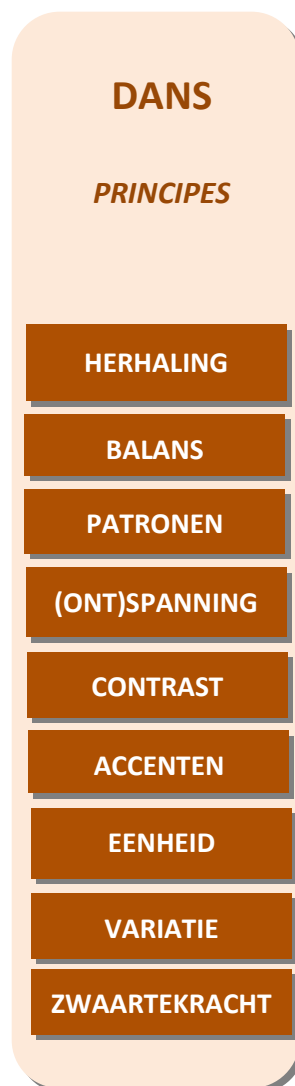 DANS
PRINCIPES
HERHALING
BALANS
PATRONEN
(ONT)SPANNING
CONTRAST
ACCENTEN
EENHEID
VARIATIE
ZWAARTEKRACHT